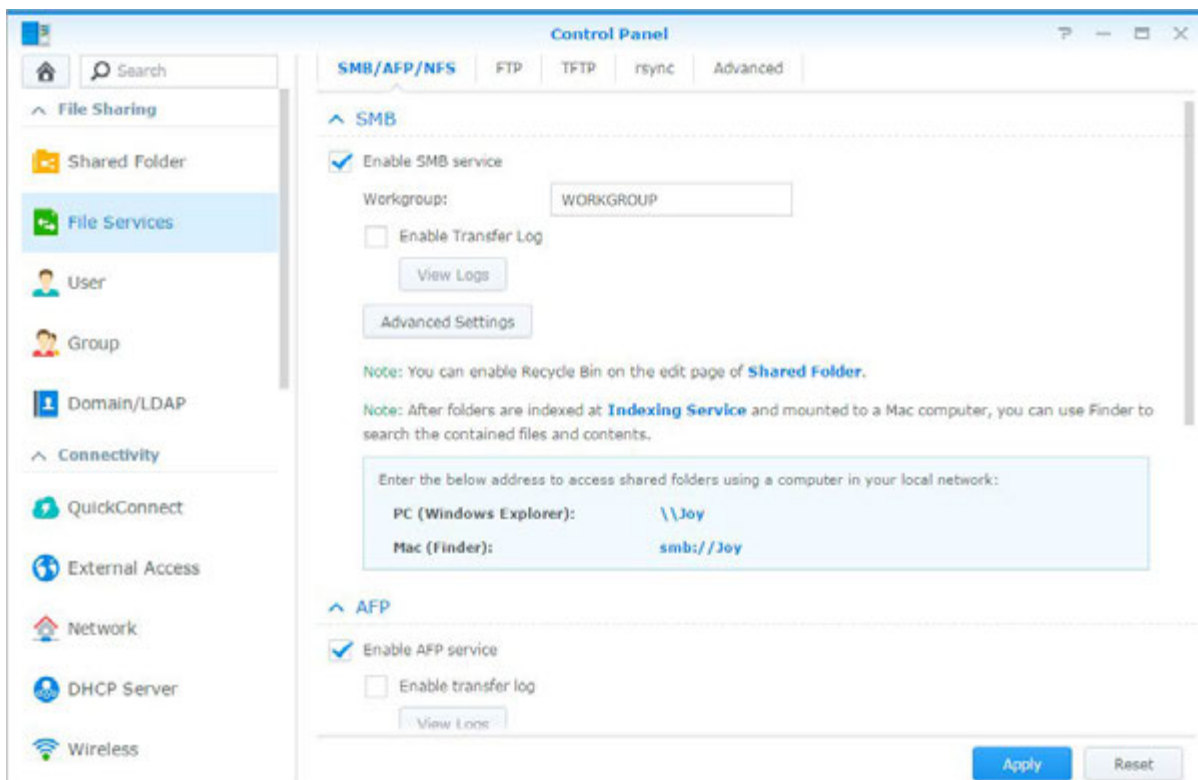 Control Panel
Search
File Sharing
Shared Folder
File Services
User
Group
Domain/LDAP
Connectivity
QuickConnect
External Access
Network
DHCP Server
Wireless
SMB/AFP/NFS FTP TFTP rsync Advanced
SMB
Enable SMB service
Workgroup: WORKGROUP
Enable Transfer Log
View Logs
Advanced Settings
Note: You can enable Recycle Bin on the edit page of Shared Folder.
Note: After folders are indexed at Indexing Service and mounted to a Mac computer, you can use Finder to
search the contained files and contents.
Enter the below address to access shared folders using a computer in your local network:
PC (Windows Explorer): \\Joy
Mac (Finder): smb://Joy
AFP
Enable AFP service
Enable transfer log
View Logs
Apply Reset